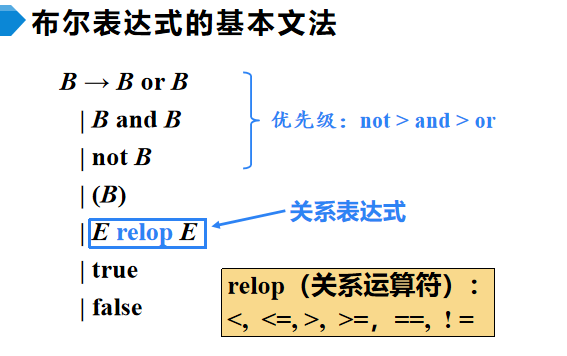 布尔表达式的基本文法
B → B or B
| B and B
| not B
| (B)
| E relop E
| true
| false
优先级：not > and > or
关系表达式
relop（关系运算符）：
<, <=, >, >=，==, ! =